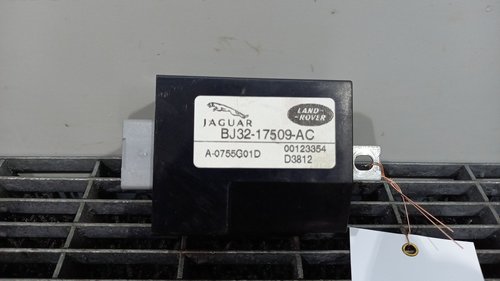 JAGUAR
LAND-
ROVER
BJ32-17509-AC
A-0755G01D
00123354
D3812